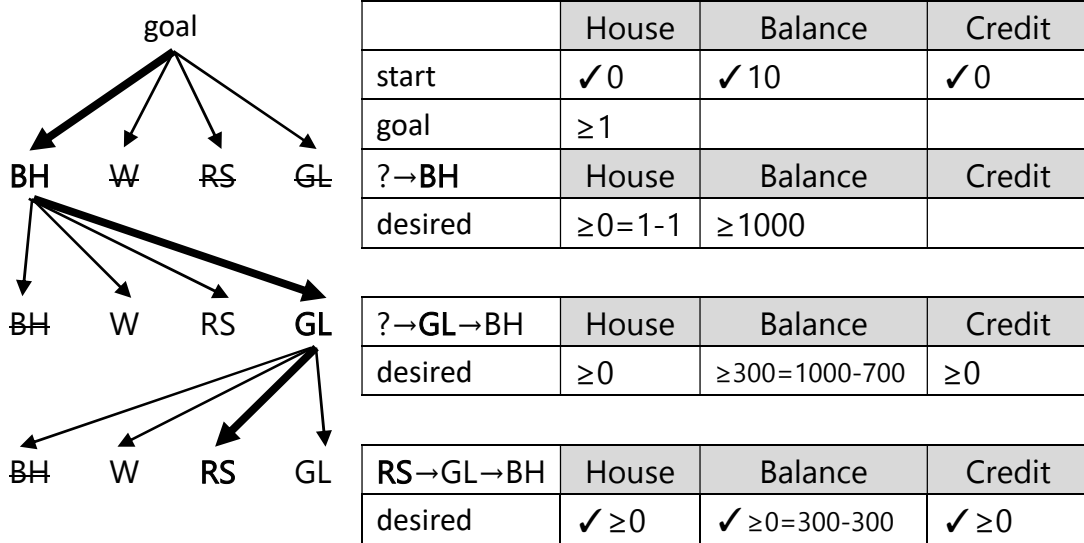 goal
BH W RS GL
BH W RS GL
BH W RS GL
House Balance Credit
start ✓0 ✓10 ✓0
goal ≥1
?→BH House Balance Credit
desired ≥0=1-1 ≥1000
?→GL→BH House Balance Credit
desired ≥0 ≥300=1000-700 ≥0
RS→GL→BH House Balance Credit
desired ✓≥0 ✓≥0=300-300 ✓≥0